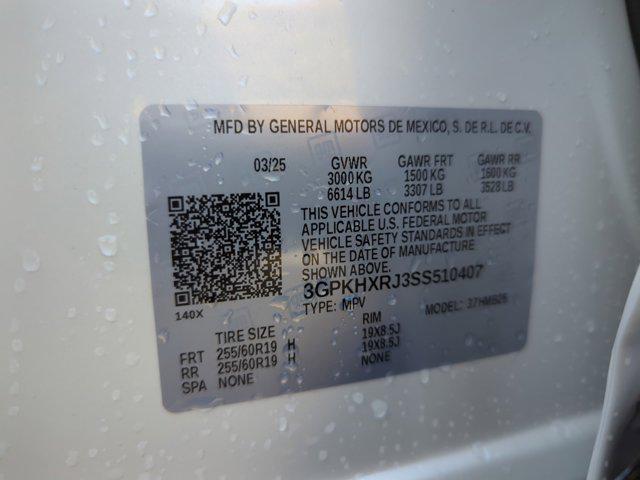 MFD BY GENERAL MOTORS DE MEXICO, S. DE R.L. DE C.V.
03/25 GVWR GAWR FRT GAWR RR
3000 KG 1500 KG 1600 KG
6614 LB 3307 LB 3528 LB
THIS VEHICLE CONFORMS TO ALL
APPLICABLE U.S. FEDERAL MOTOR
VEHICLE SAFETY STANDARDS IN EFFECT
ON THE DATE OF MANUFACTURE
SHOWN ABOVE.
3GPKHXRJ3SS510407
TYPE: MPV MODEL:
140X
TIRE SIZE RIM
FRT 255/60R19 H 19X8.5J
RR 255/60R19 H 19X8.5J
SPA NONE NONE